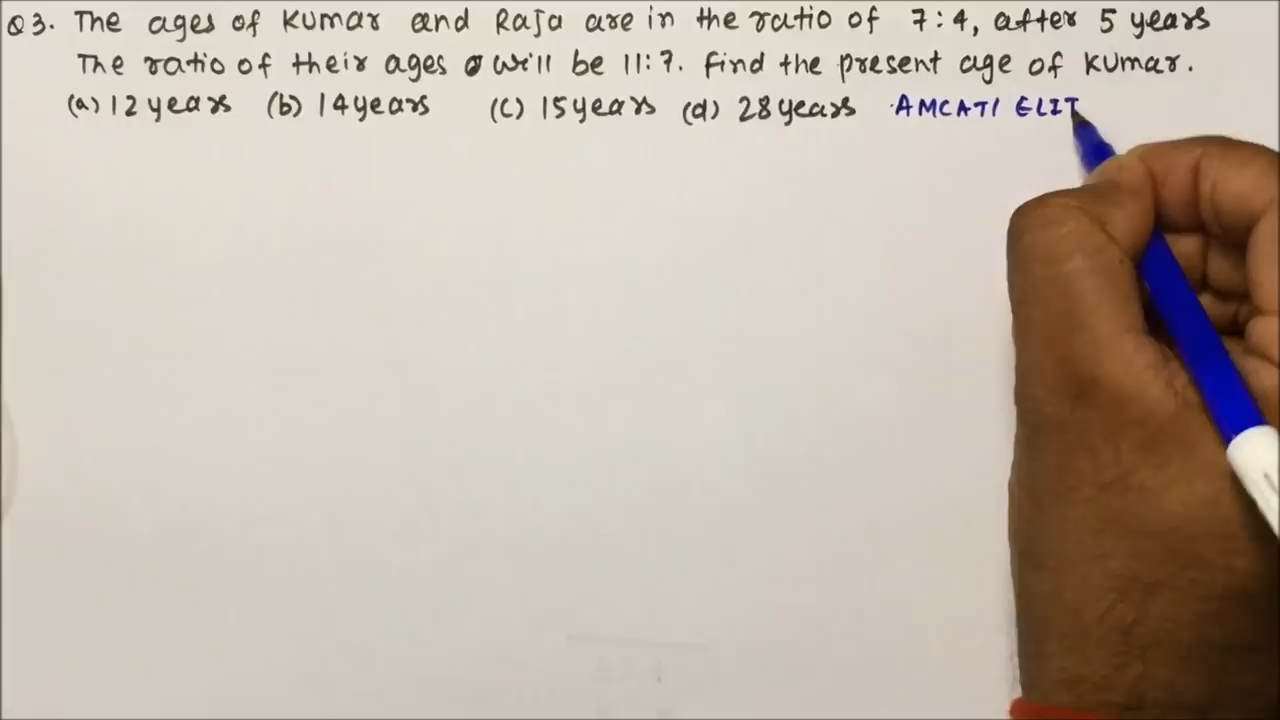 Q3. The ages of Kumar and Raja are in the ratio of 7:4, after 5 years
The ratio of their ages will be 11:7. Find the present age of Kumar.
(a) 12 years (b) 14 years (c) 15 years (d) 28 years AMCATI ELIT